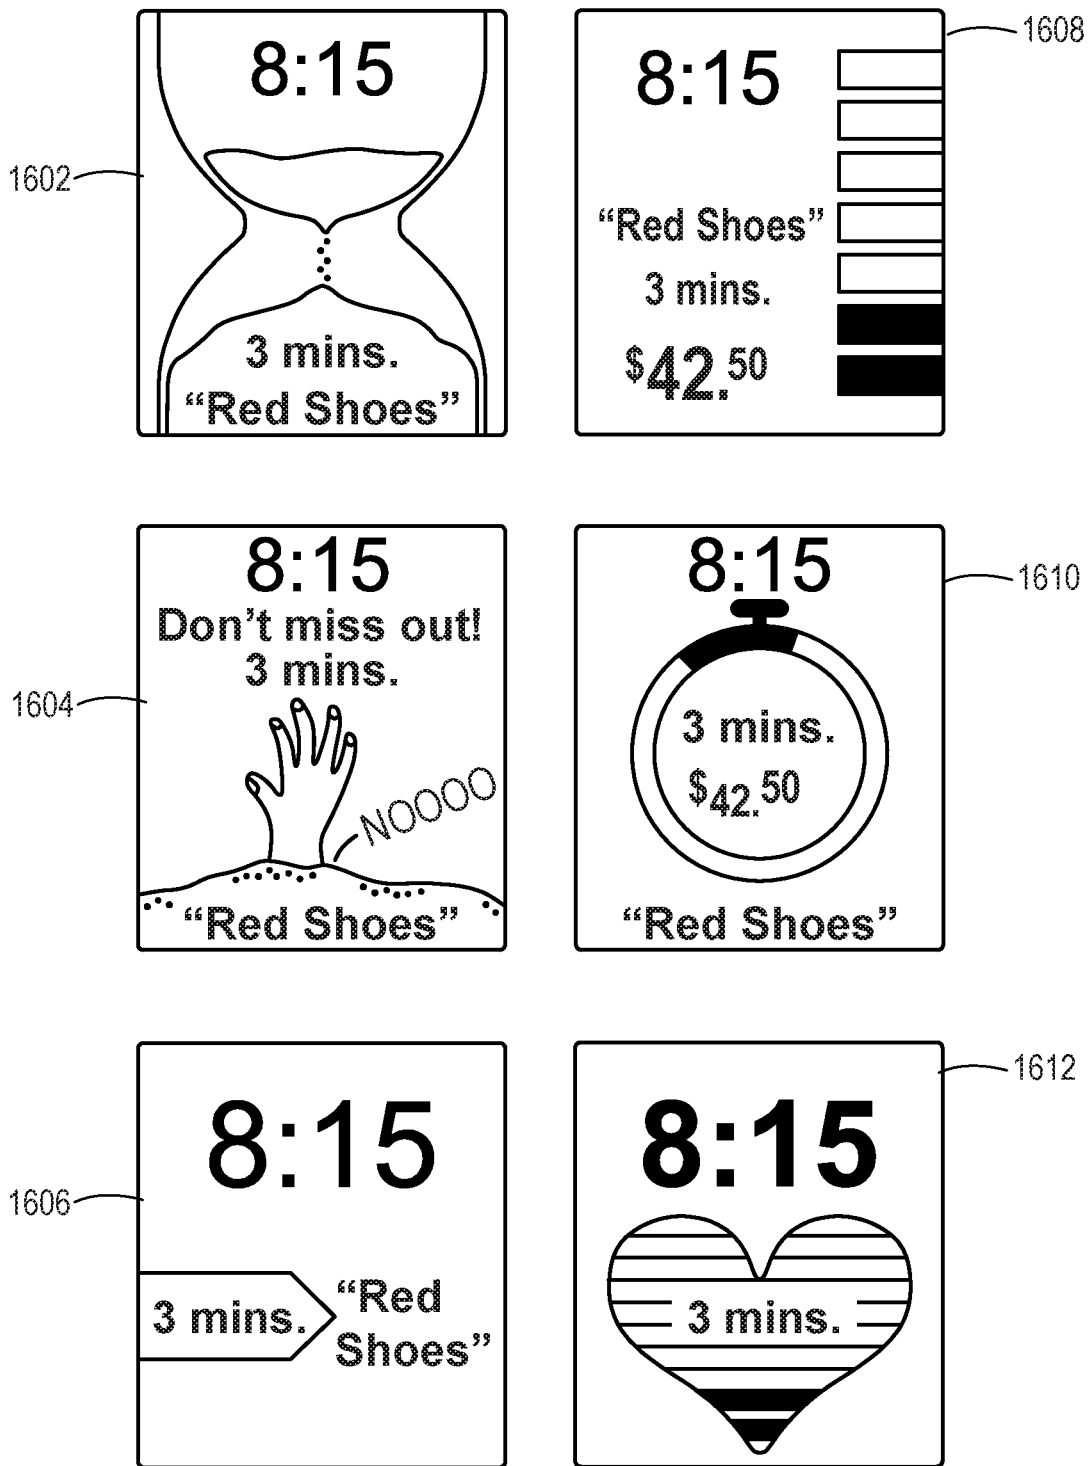 8:15
1602
3 mins.
“Red Shoes”
8:15
1608
“Red Shoes”
3 mins.
$42.50
8:15
Don’t miss out!
3 mins.
1604
NOOOO
“Red Shoes”
8:15
1610
3 mins.
$42.50
“Red Shoes”
8:15
1606
3 mins.
“Red
Shoes”
1612
8:15
3 mins.